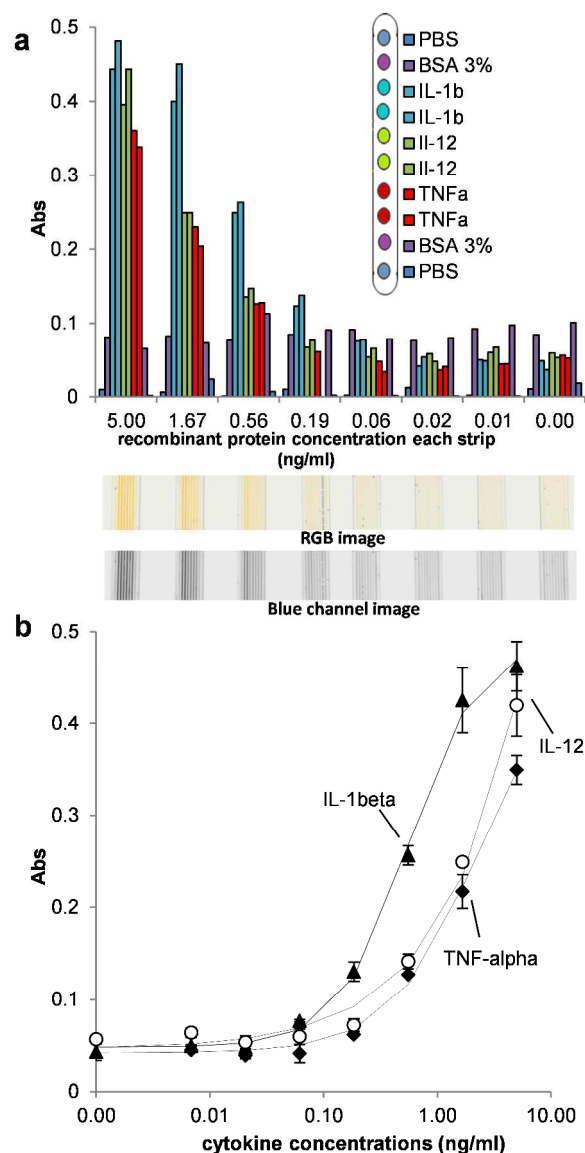 a
0.5
0.4
0.3
0.2
0.1
0
Abs
PBS
BSA 3%
IL-1b
IL-1b
Il-12
Il-12
TNFa
TNFa
BSA 3%
PBS
5.00 1.67 0.56 0.19 0.06 0.02 0.01 0.00
recombinant protein concentration each strip
(ng/ml)
RGB image
Blue channel image
b
0.5
0.4
0.3
0.2
0.1
0
Abs
IL-12
IL-1beta
TNF-alpha
0.00 0.01 0.10 1.00 10.00
cytokine concentrations (ng/ml)